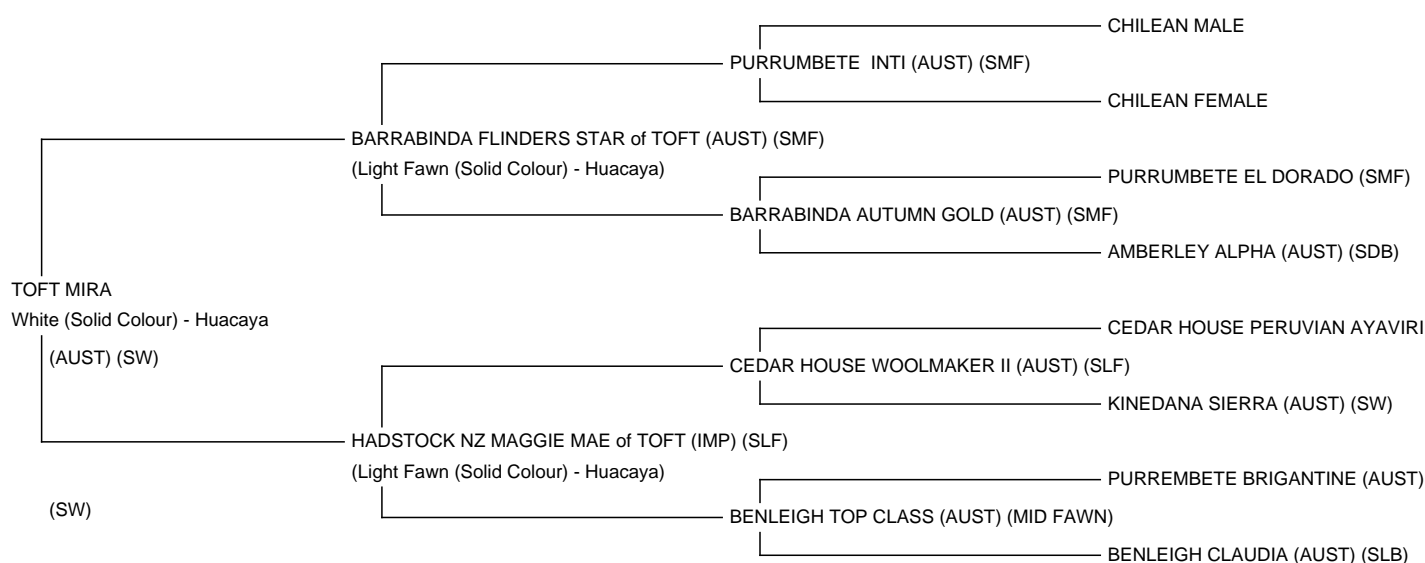 CHILEAN MALE
PURRUMBETE  INTI (AUST) (SMF)
CHILEAN FEMALE
BARRABINDA FLINDERS STAR of TOFT (AUST) (SMF)
(Light Fawn (Solid Colour) - Huacaya)
PURRUMBETE EL DORADO (SMF)
BARRABINDA AUTUMN GOLD (AUST) (SMF)
AMBERLEY ALPHA (AUST) (SDB)
TOFT MIRA
White (Solid Colour) - Huacaya
(AUST) (SW)
CEDAR HOUSE PERUVIAN AYAVIRI
CEDAR HOUSE WOOLMAKER II (AUST) (SLF)
KINEDANA SIERRA (AUST) (SW)
HADSTOCK NZ MAGGIE MAE of TOFT (IMP) (SLF)
(Light Fawn (Solid Colour) - Huacaya)
PURREMBETE BRIGANTINE (AUST)
(SW)
BENLEIGH TOP CLASS (AUST) (MID FAWN)
BENLEIGH CLAUDIA (AUST) (SLB)